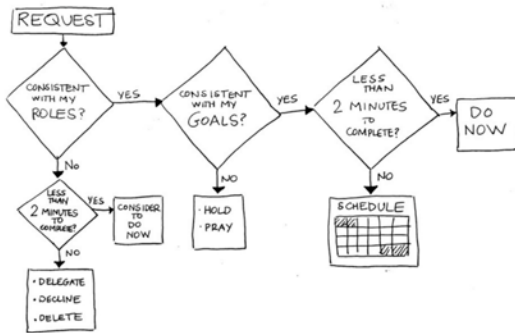 REQUEST
CONSISTENT
WITH MY
ROLES?
YES
CONSISTENT
WITH MY
GOALS?
YES
LESS
THAN
2 MINUTES
TO
COMPLETE?
YES
DO
NOW
NO
LESS
THAN
2 MINUTES
TO
COMPLETE?
YES
CONSIDER
TO
DO
NOW
NO
• HOLD
• PRAY
NO
SCHEDULE
NO
• DELEGATE
• DECLINE
• DELETE